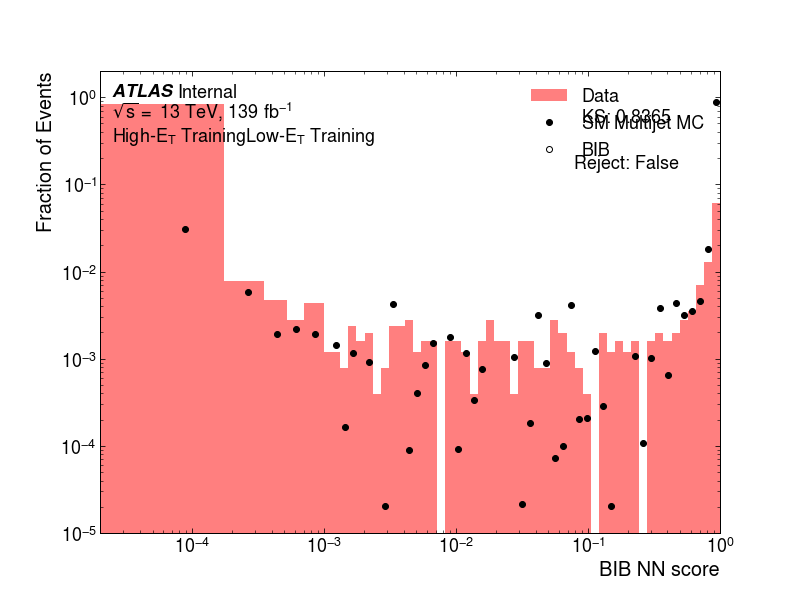 ATLAS Internal
√s = 13 TeV, 139 fb⁻¹
High-E_T TrainingLow-E_T Training
Data
KS: 0.8365
SM Multijet MC
BIB
Reject: False
Fraction of Events
10⁰
10⁻¹
10⁻²
10⁻³
10⁻⁴
10⁻⁵
10⁻⁴ 10⁻³ 10⁻² 10⁻¹ 10⁰
BIB NN score